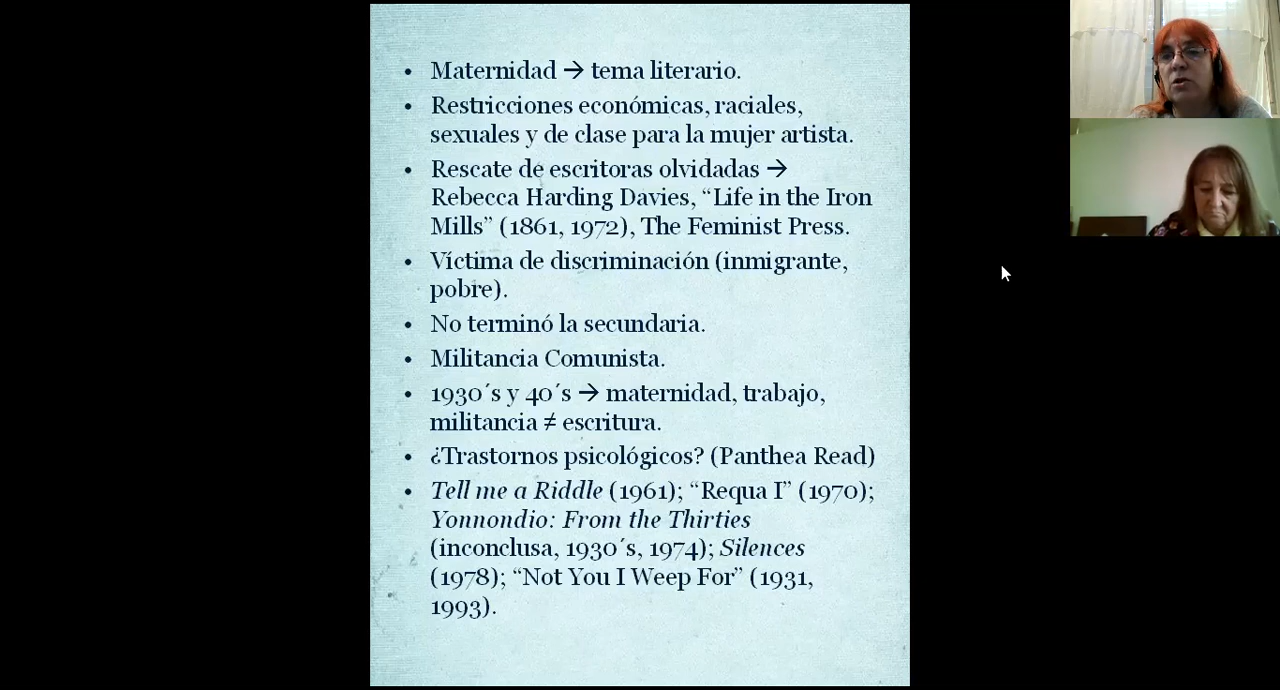 • Maternidad → tema literario.
• Restricciones económicas, raciales,
sexuales y de clase para la mujer artista.
• Rescate de escritoras olvidadas →
Rebecca Harding Davies, “Life in the Iron
Mills” (1861, 1972), The Feminist Press.
• Víctima de discriminación (inmigrante,
pobre).
• No terminó la secundaria.
• Militancia Comunista.
• 1930´s y 40´s → maternidad, trabajo,
militancia ≠ escritura.
• ¿Trastornos psicológicos? (Panthea Read)
• Tell me a Riddle (1961); “Requa I” (1970);
Yonnondio: From the Thirties
(inconclusa, 1930´s, 1974); Silences
(1978); “Not You I Weep For” (1931,
1993).